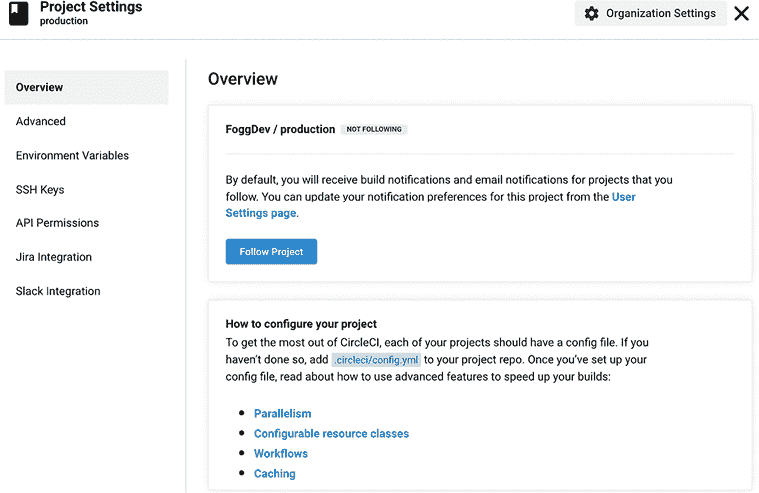 Project Settings
production
Organization Settings
Overview
Advanced
Environment Variables
SSH Keys
API Permissions
Jira Integration
Slack Integration
Overview
FoggDev / production NOT FOLLOWING
By default, you will receive build notifications and email notifications for projects that you
follow. You can update your notification preferences for this project from the User
Settings page.
Follow Project
How to configure your project
To get the most out of CircleCI, each of your projects should have a config file. If you
haven't done so, add .circleci/config.yml to your project repo. Once you've set up your
config file, read about how to use advanced features to speed up your builds:
Parallelism
Configurable resource classes
Workflows
Caching